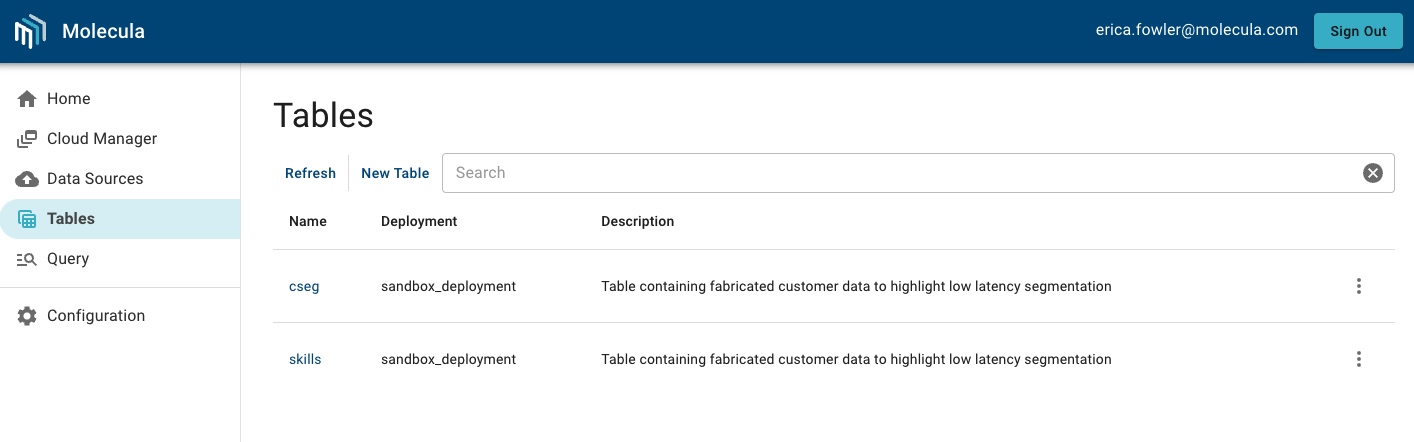 Molecula
erica.fowler@molecula.com Sign Out
Home
Cloud Manager
Data Sources
Tables
Query
Configuration
Tables
Refresh New Table Search
Name Deployment Description
cseg sandbox_deployment Table containing fabricated customer data to highlight low latency segmentation
skills sandbox_deployment Table containing fabricated customer data to highlight low latency segmentation